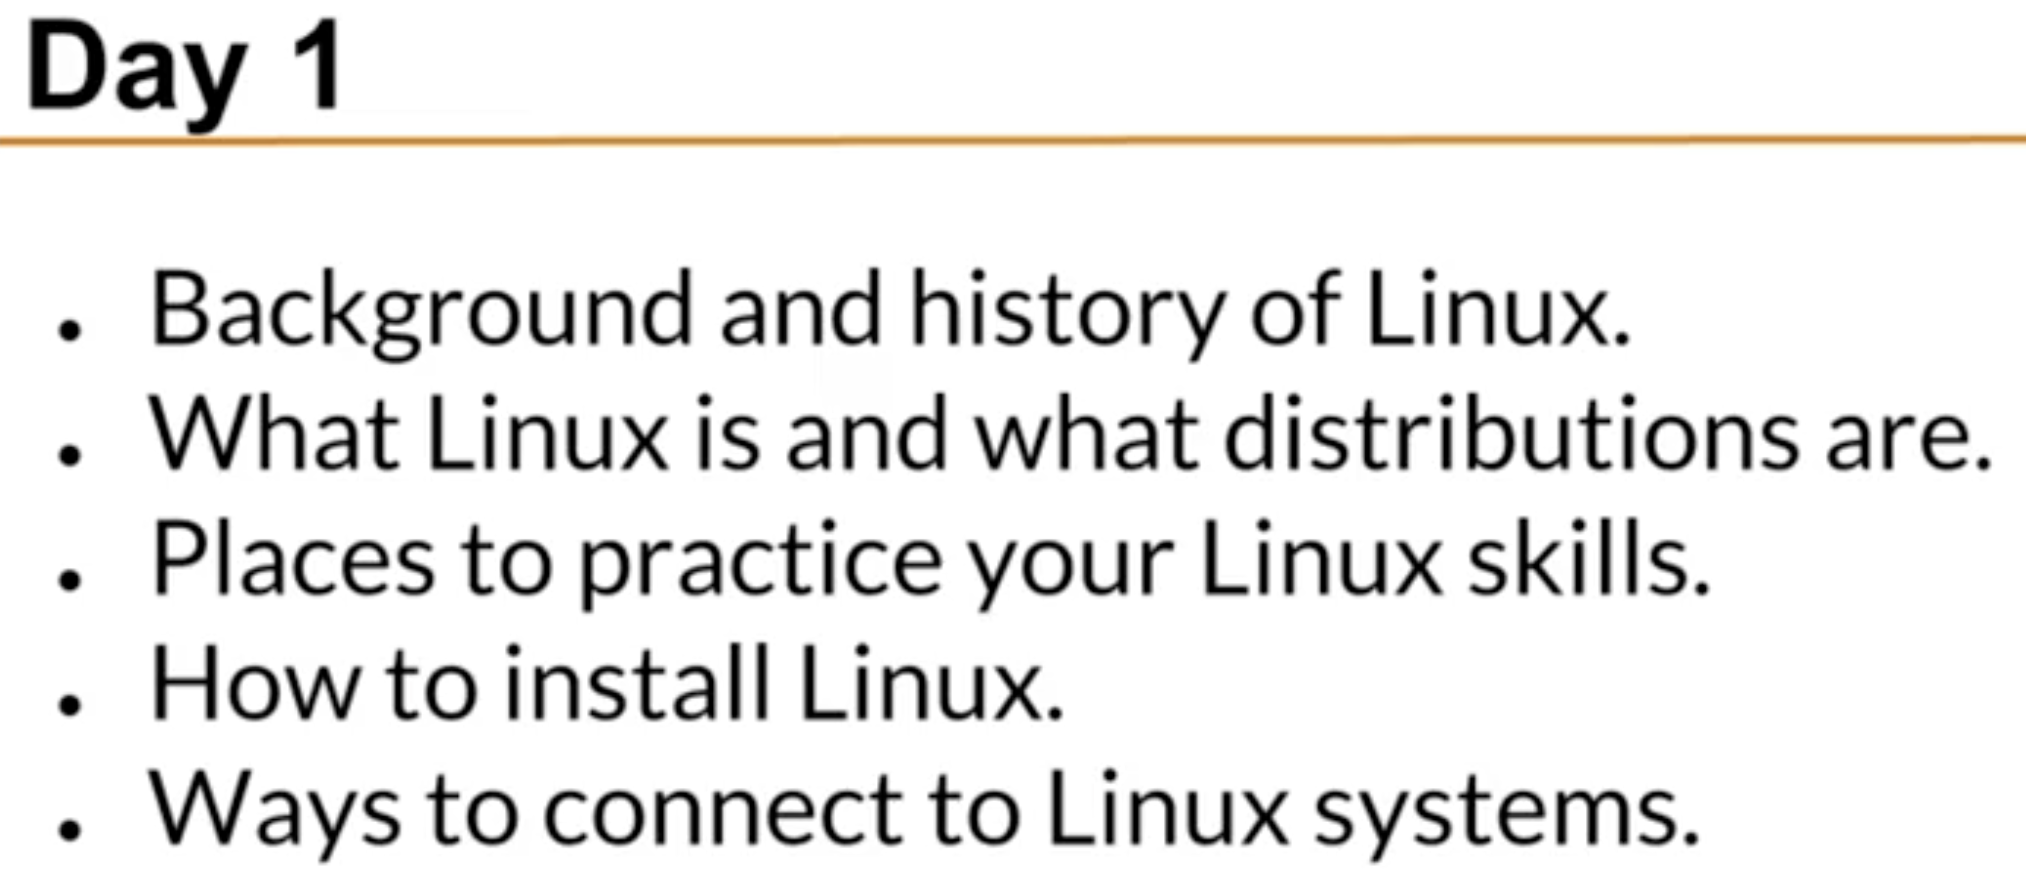 Day 1
• Background and history of Linux.
• What Linux is and what distributions are.
• Places to practice your Linux skills.
• How to install Linux.
• Ways to connect to Linux systems.